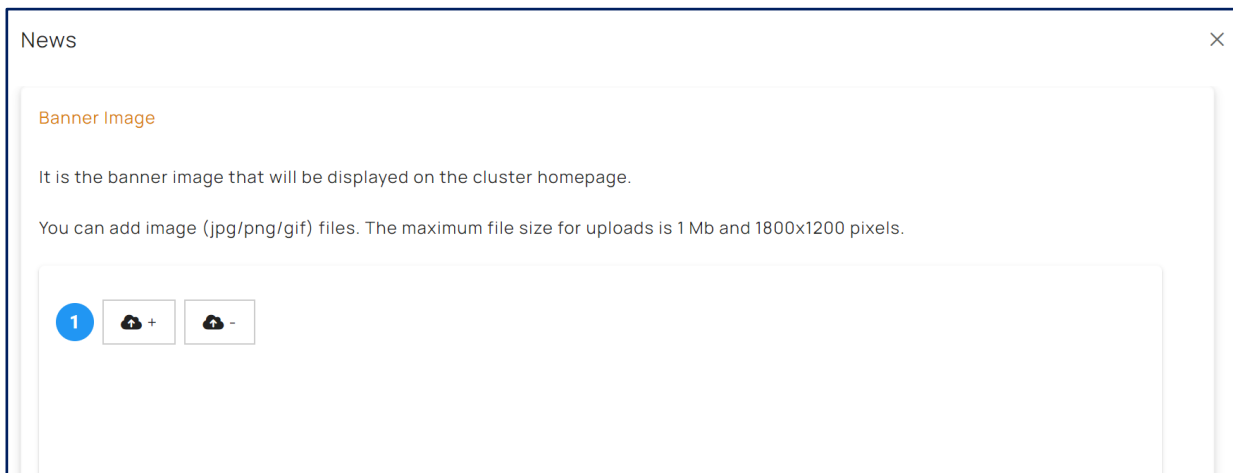 News
Banner Image
It is the banner image that will be displayed on the cluster homepage.
You can add image (jpg/png/gif) files. The maximum file size for uploads is 1 Mb and 1800x1200 pixels.
1 + -